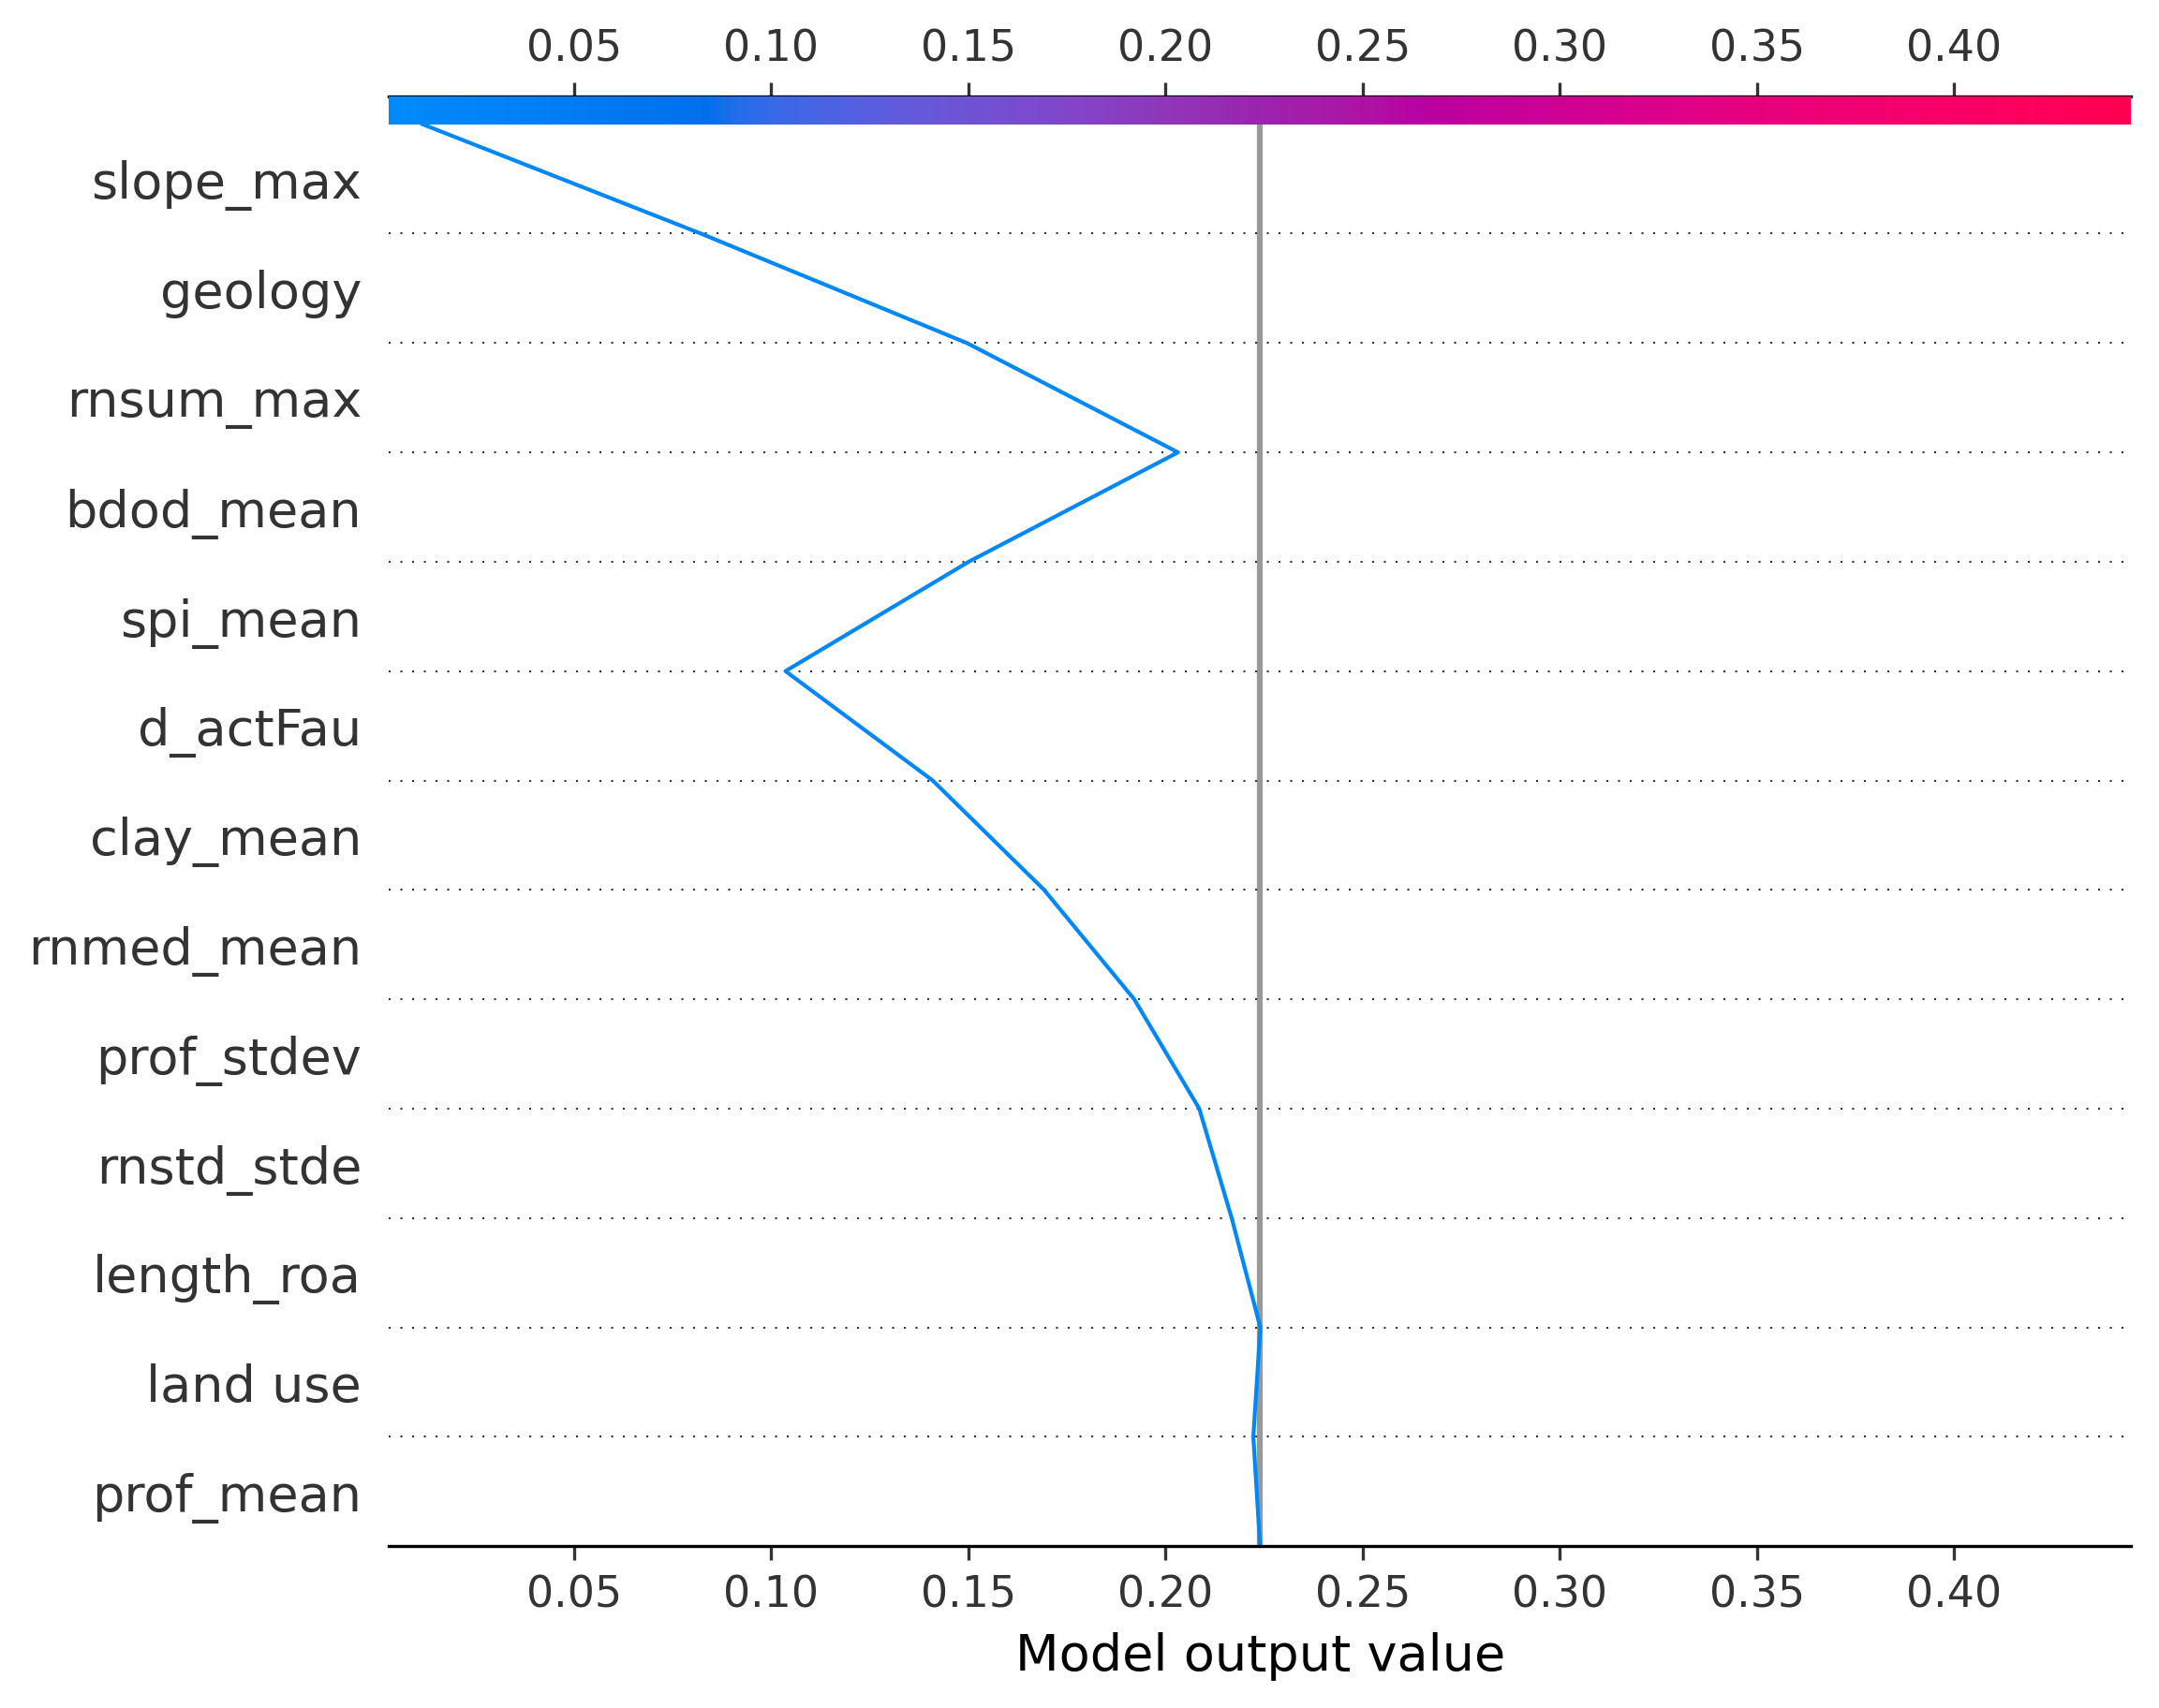 0.05 0.10 0.15 0.20 0.25 0.30 0.35 0.40
slope_max
geology
rnsum_max
bdod_mean
spi_mean
d_actFau
clay_mean
rnmed_mean
prof_stdev
rnstd_stde
length_roa
land use
prof_mean
0.05 0.10 0.15 0.20 0.25 0.30 0.35 0.40
Model output value